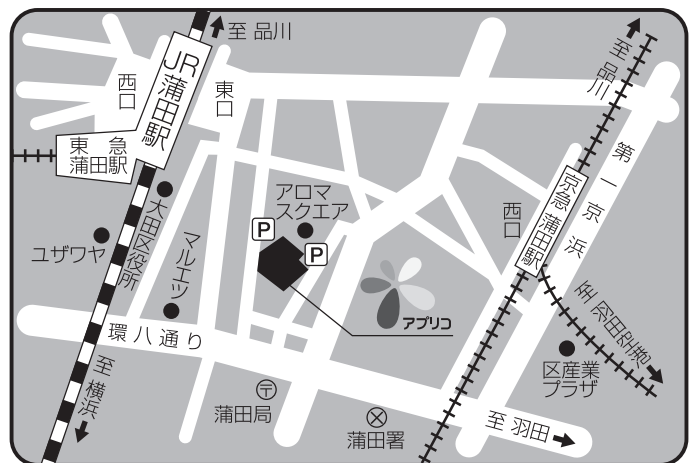 至 品川
JR蒲田駅
西口
東口
東急
蒲田駅
至 品川
第一京浜
京急蒲田駅
西口
アロマ
スクエア
P
P
大田区役所
ユザワヤ
マルエツ
アプリコ
環八通り
至 羽田空港
区産業
プラザ
至 横浜
〒
蒲田局
蒲田署
至 羽田